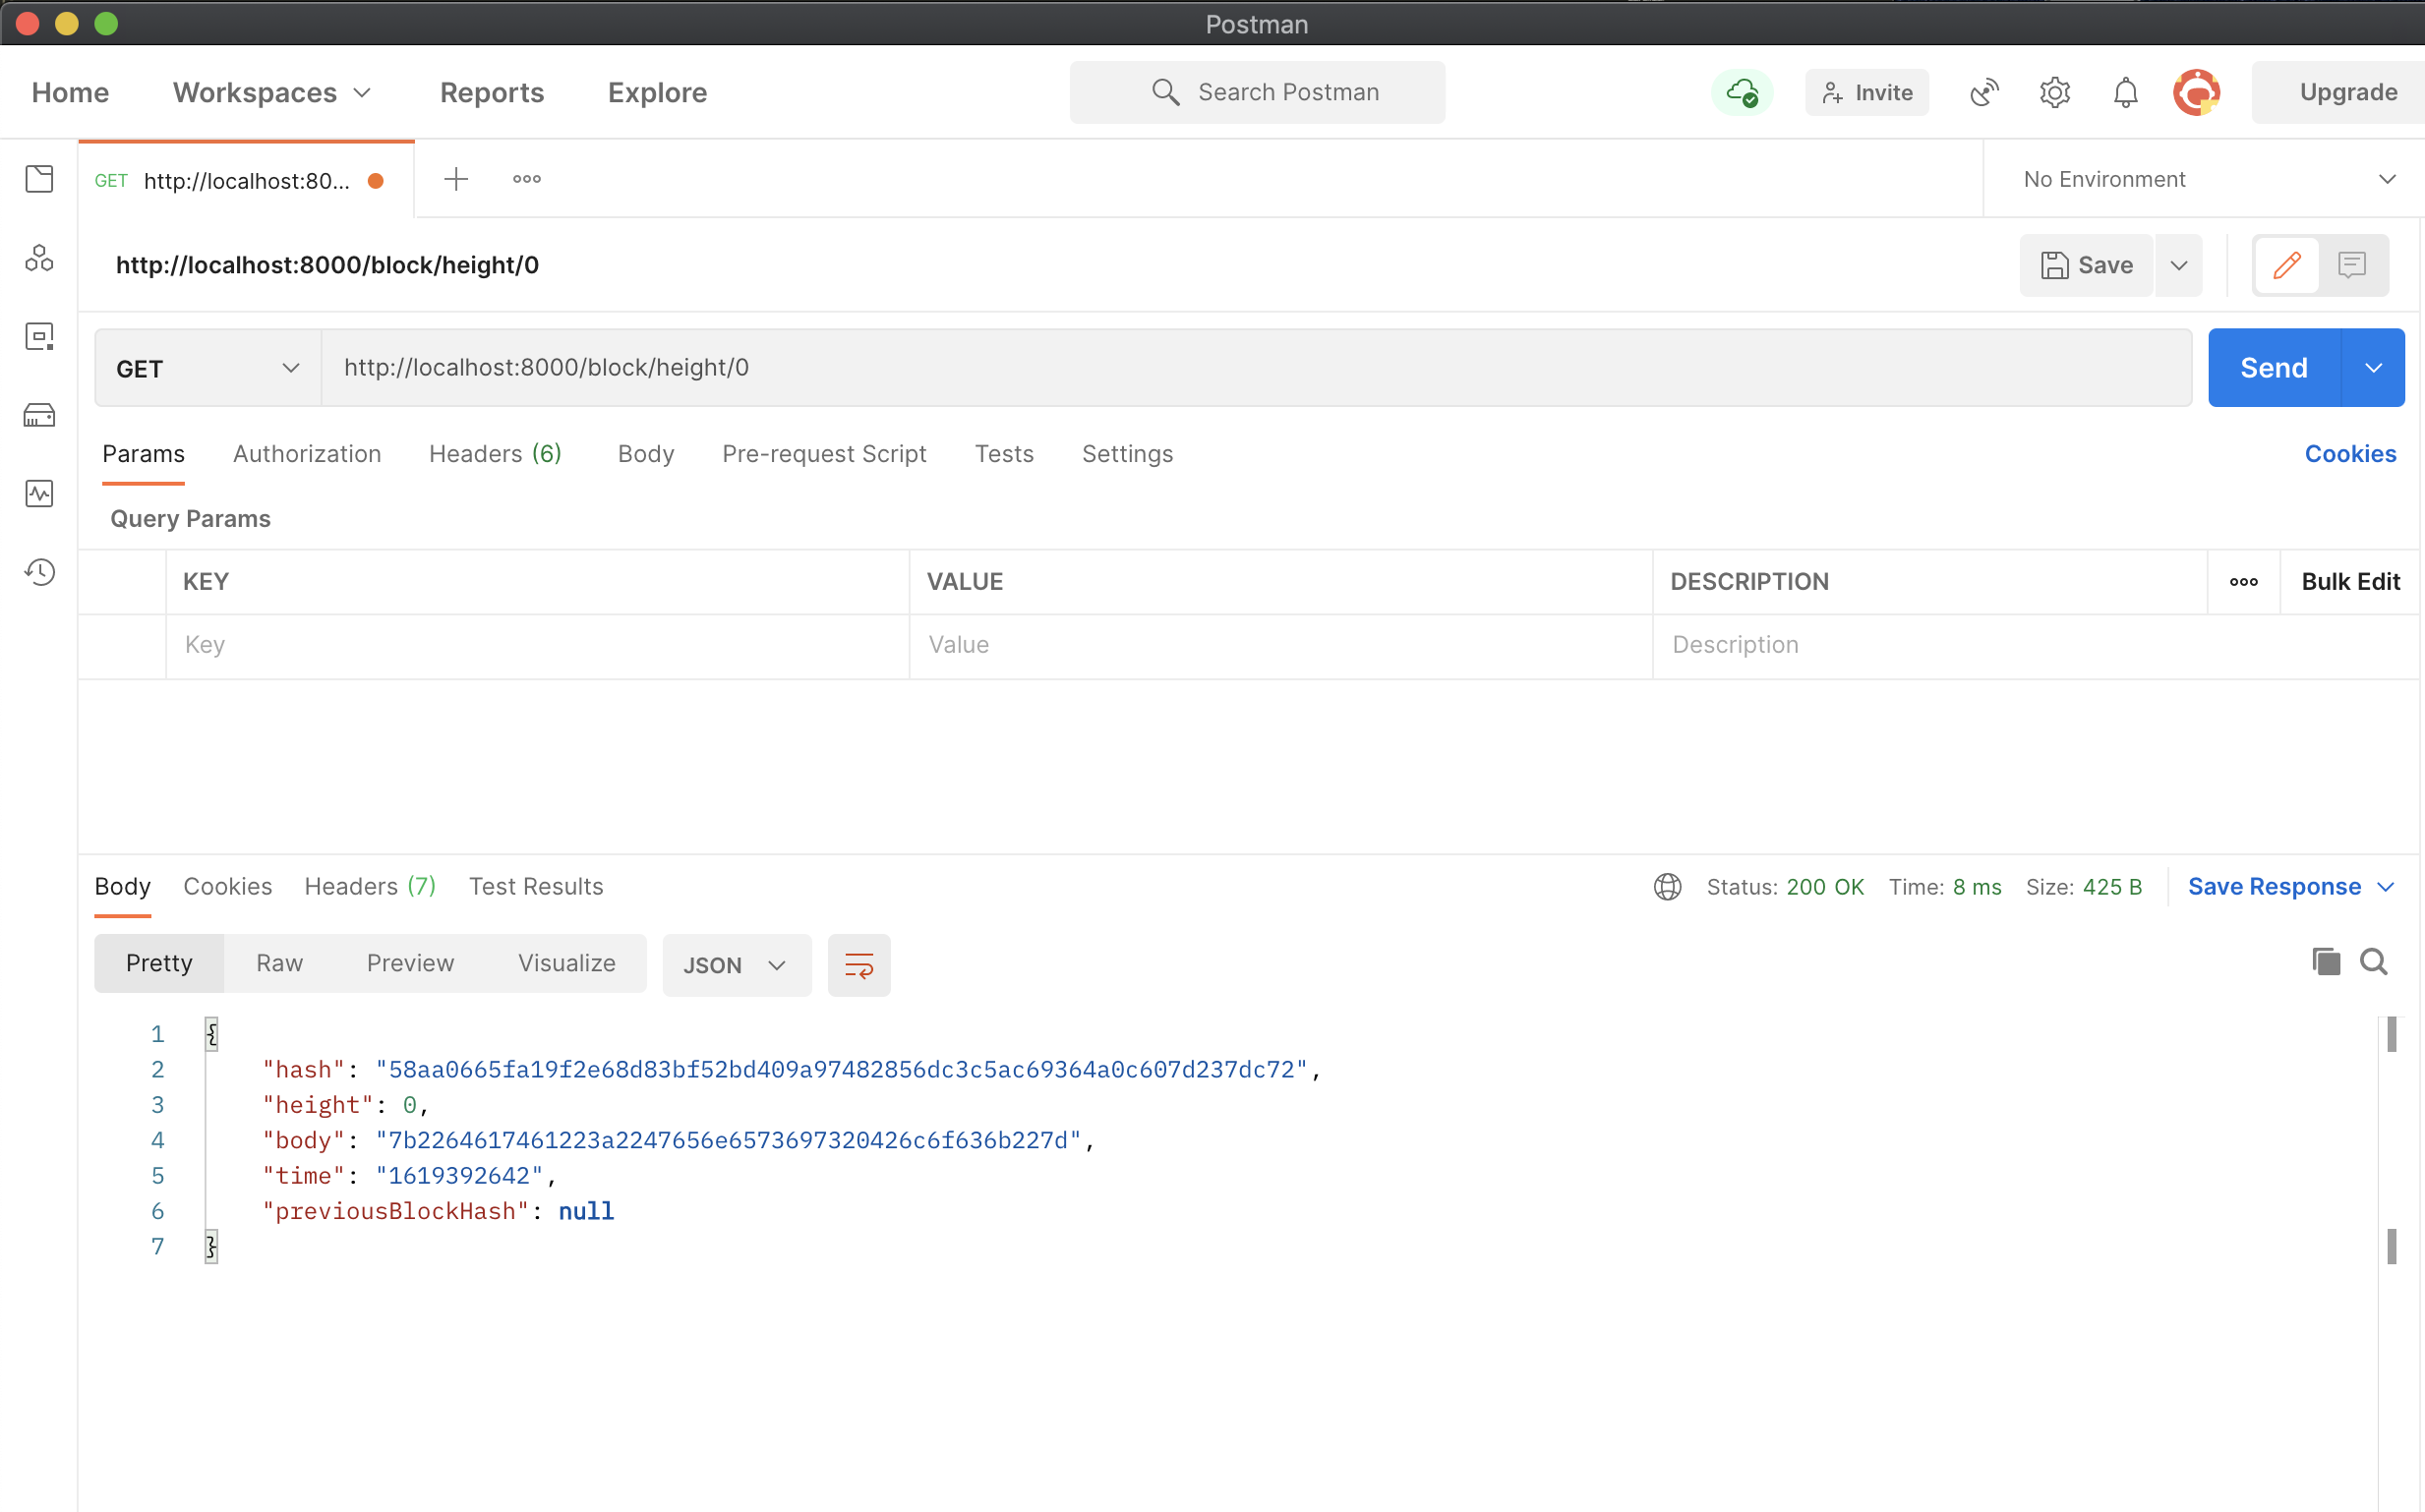 Postman
Home Workspaces Reports Explore Search Postman Invite Upgrade
GET http://localhost:80... No Environment
http://localhost:8000/block/height/0 Save
GET http://localhost:8000/block/height/0 Send
Params Authorization Headers (6) Body Pre-request Script Tests Settings Cookies
Query Params
KEY VALUE DESCRIPTION Bulk Edit
Key Value Description
Body Cookies Headers (7) Test Results Status: 200 OK Time: 8 ms Size: 425 B Save Response
Pretty Raw Preview Visualize JSON
1 {
2 "hash": "58aa0665fa19f2e68d83bf52bd409a97482856dc3c5ac69364a0c607d237dc72",
3 "height": 0,
4 "body": "7b2264617461223a2247656e6573697320426c6f636b227d",
5 "time": "1619392642",
6 "previousBlockHash": null
7 }